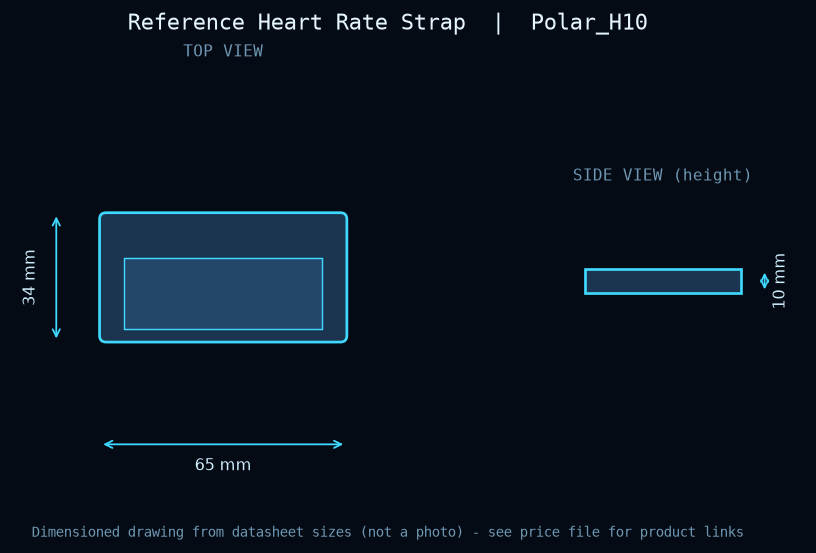 Reference Heart Rate Strap | Polar_H10
TOP VIEW
SIDE VIEW (height)
34 mm
10 mm
65 mm
Dimensioned drawing from datasheet sizes (not a photo) - see price file for product links